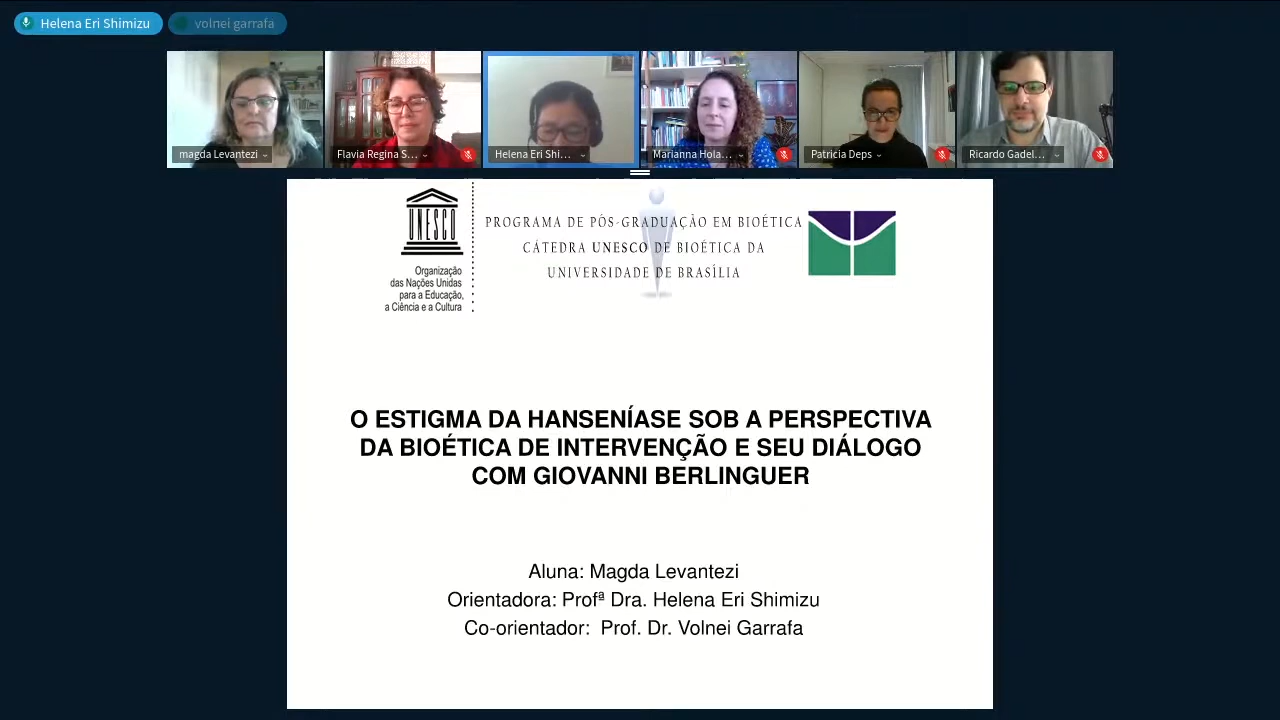 Helena Eri Shimizu
volnei garrafa
magda Levantezi
Flavia Regina S...
Helena Eri Shi...
Marianna Hola...
Patricia Deps
Ricardo Gadel...
UNESCO
Organização
das Nações Unidas
para a Educação,
a Ciência e a Cultura
PROGRAMA DE PÓS-GRADUAÇÃO EM BIOÉTICA
CÁTEDRA UNESCO DE BIOÉTICA DA
UNIVERSIDADE DE BRASÍLIA
O ESTIGMA DA HANSENÍASE SOB A PERSPECTIVA
DA BIOÉTICA DE INTERVENÇÃO E SEU DIÁLOGO
COM GIOVANNI BERLINGUER
Aluna: Magda Levantezi
Orientadora: Profª Dra. Helena Eri Shimizu
Co-orientador: Prof. Dr. Volnei Garrafa